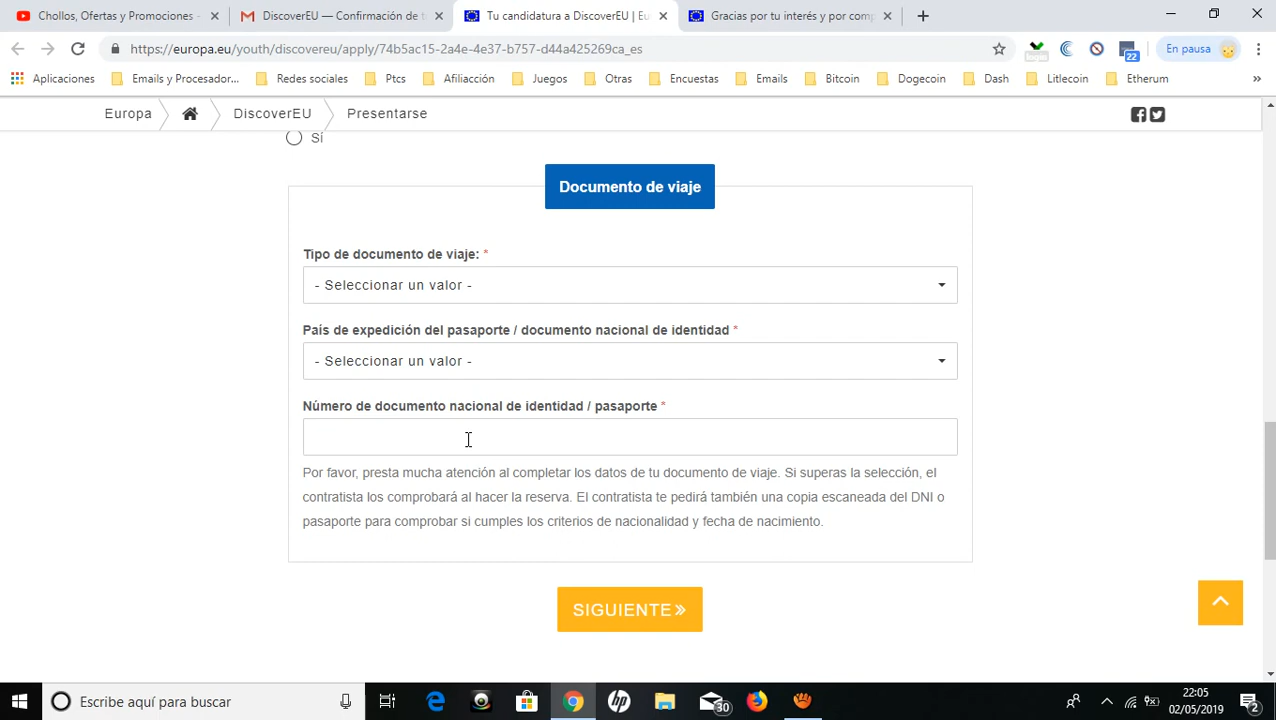 Chollos, Ofertas y Promociones -
DiscoverEU — Confirmación de t
Tu candidatura a DiscoverEU | Eu
Gracias por tu interés y por comp
https://europa.eu/youth/discovereu/apply/74b5ac15-2a4e-4e37-b757-d44a425269ca_es
22
En pausa
Aplicaciones
Emails y Procesador...
Redes sociales
Ptcs
Afiliacción
Juegos
Otras
Encuestas
Emails
Bitcoin
Dogecoin
Dash
Litlecoin
Etherum
»
Europa
DiscoverEU
Presentarse
Sí
Documento de viaje
Tipo de documento de viaje: *
- Seleccionar un valor -
País de expedición del pasaporte / documento nacional de identidad *
- Seleccionar un valor -
Número de documento nacional de identidad / pasaporte *
Por favor, presta mucha atención al completar los datos de tu documento de viaje. Si superas la selección, el
contratista los comprobará al hacer la reserva. El contratista te pedirá también una copia escaneada del DNI o
pasaporte para comprobar si cumples los criterios de nacionalidad y fecha de nacimiento.
SIGUIENTE »
Escribe aquí para buscar
hp
30
22:05
02/05/2019
2